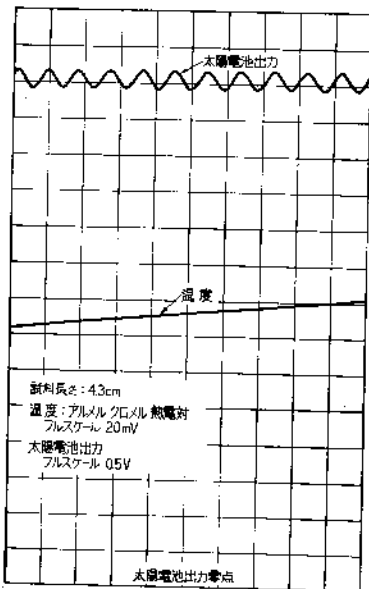 太陽電池出力
温度
試料長さ：4.3cm
温度：アルメル クロメル 熱電対
フルスケール 20mV
太陽電池出力
フルスケール 0.5V
太陽電池出力零点